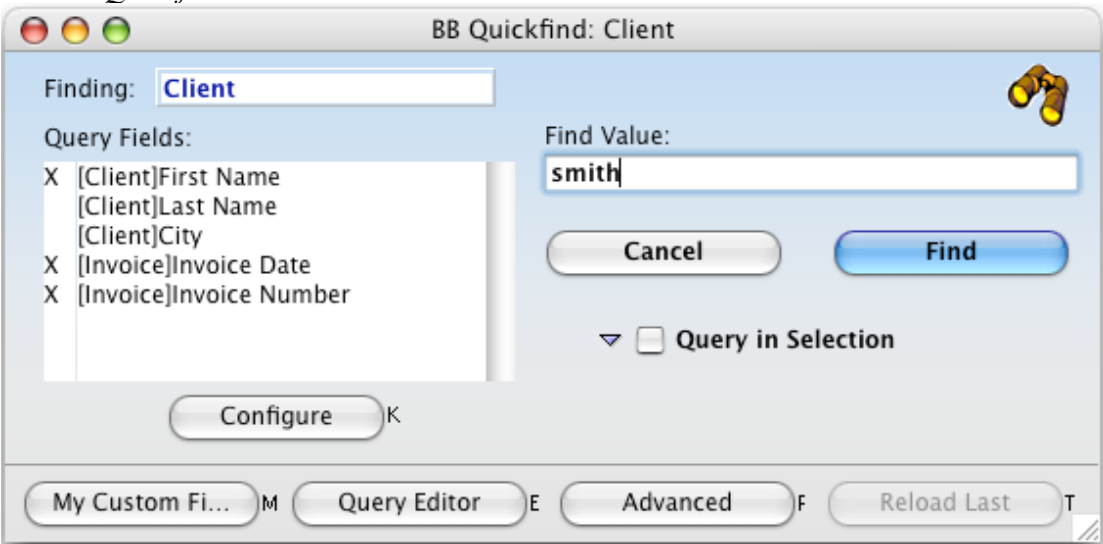 BB Quickfind: Client
Finding: Client
Query Fields:
X [Client]First Name
[Client]Last Name
[Client]City
X [Invoice]Invoice Date
X [Invoice]Invoice Number
Configure K
Find Value:
smith
Cancel Find
Query in Selection
My Custom Fi... M Query Editor E Advanced F Reload Last T